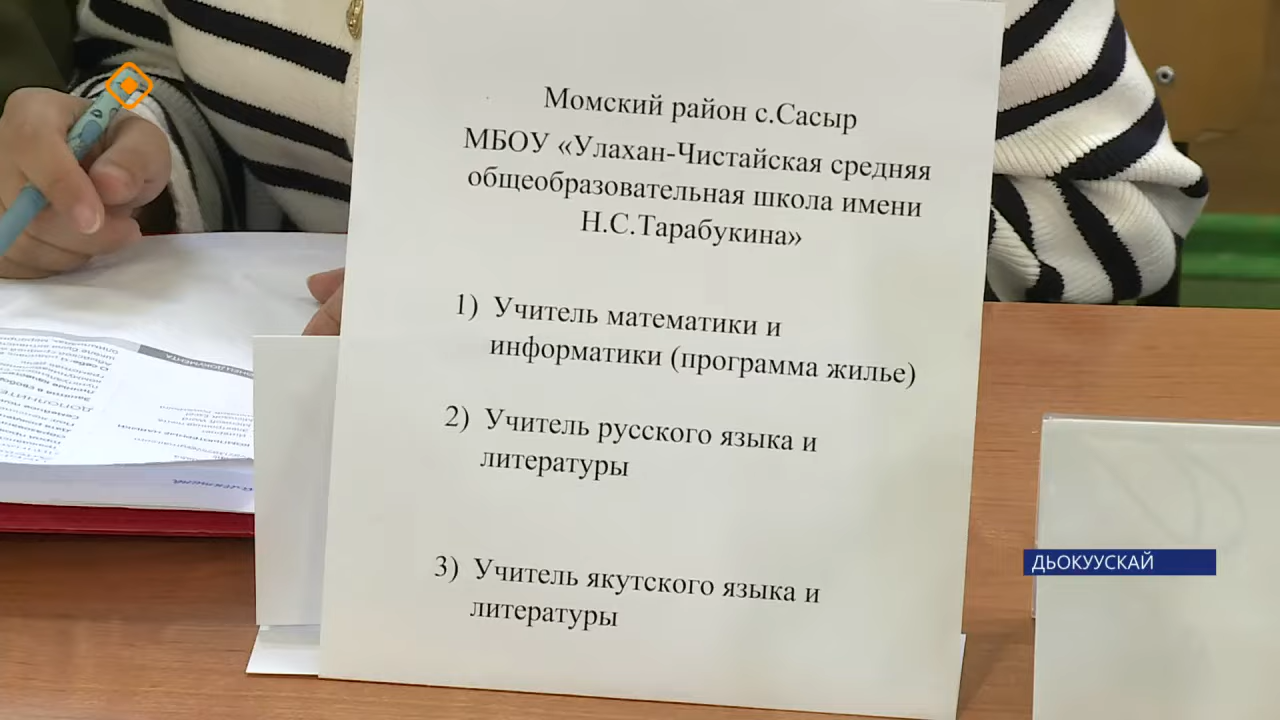 Момский район с.Сасыр
МБОУ «Улахан-Чистайская средняя
общеобразовательная школа имени
Н.С.Тарабукина»
1) Учитель математики и
информатики (программа жилье)
2) Учитель русского языка и
литературы
3) Учитель якутского языка и
литературы
ДЬОКУУСКАЙ